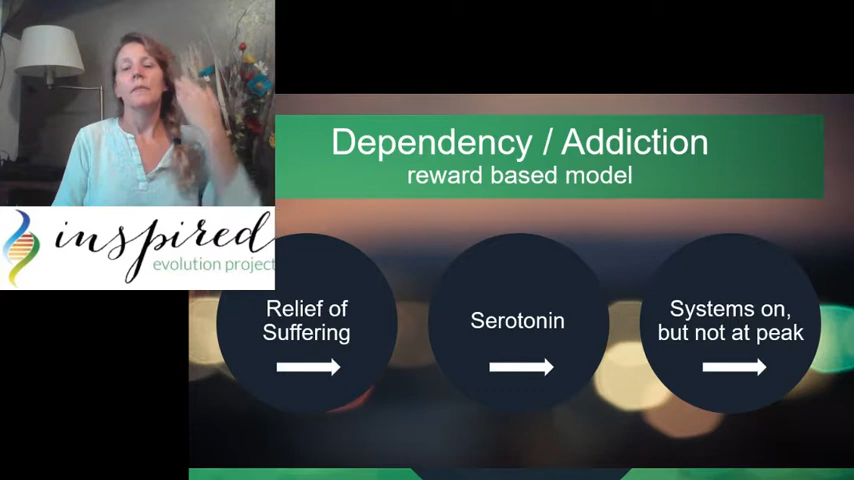 Dependency / Addiction
reward based model
inspired
evolution project
Relief of
Suffering
Serotonin
Systems on,
but not at peak